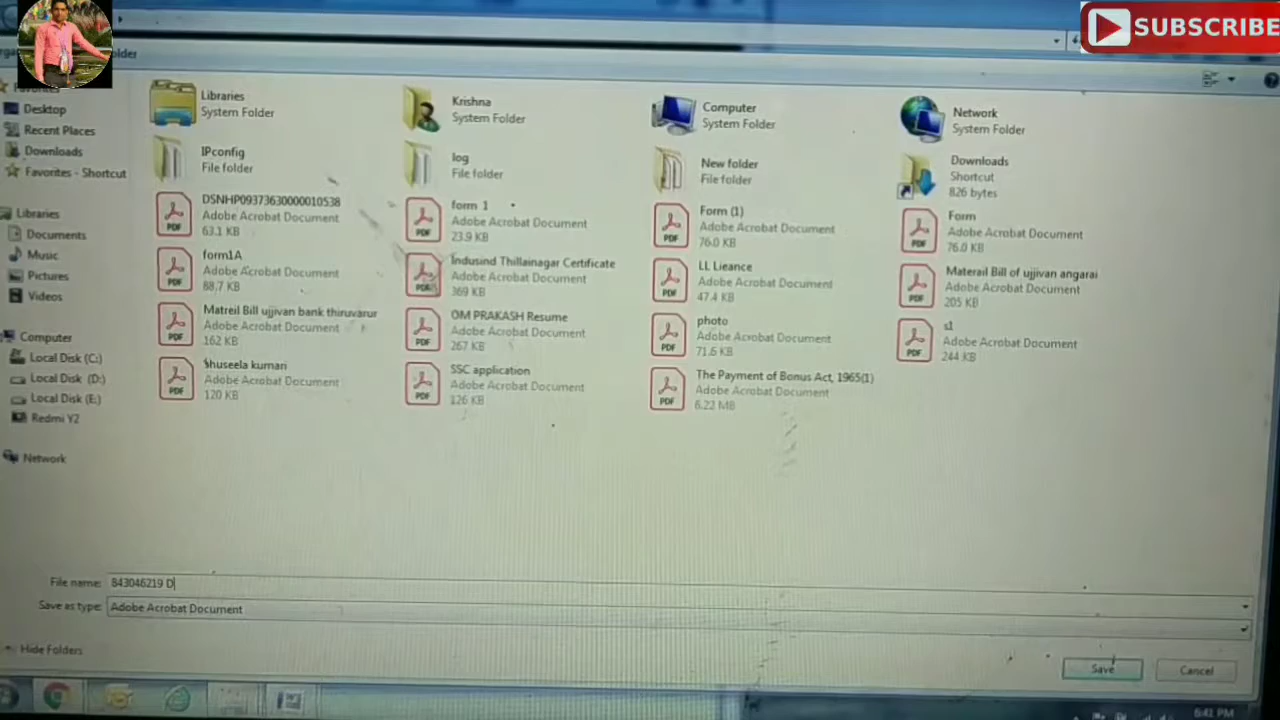 SUBSCRIBE
older
Favorites
Desktop
Recent Places
Downloads
Favorites - Shortcut
Libraries
Documents
Music
Pictures
Videos
Computer
Local Disk (C:)
Local Disk (D:)
Local Disk (E:)
Redmi Y2
Network
Libraries
System Folder
Krishna
System Folder
Computer
System Folder
Network
System Folder
IPconfig
File folder
log
File folder
New folder
File folder
Downloads
Shortcut
826 bytes
DSNHP09373630000010538
Adobe Acrobat Document
63.1 KB
form 1
Adobe Acrobat Document
23.9 KB
Form (1)
Adobe Acrobat Document
76.0 KB
Form
Adobe Acrobat Document
76.0 KB
form1A
Adobe Acrobat Document
88.7 KB
Indusind Thillainagar Certificate
Adobe Acrobat Document
369 KB
LL Lieance
Adobe Acrobat Document
47.4 KB
Materail Bill of ujjivan angarai
Adobe Acrobat Document
205 KB
Matreil Bill ujjivan bank thiruvarur
Adobe Acrobat Document
162 KB
OM PRAKASH Resume
Adobe Acrobat Document
267 KB
photo
Adobe Acrobat Document
71.6 KB
s1
Adobe Acrobat Document
244 KB
Shuseela kumari
Adobe Acrobat Document
120 KB
SSC application
Adobe Acrobat Document
126 KB
The Payment of Bonus Act, 1965(1)
Adobe Acrobat Document
6.22 MB
File name: 843046219 D
Save as type: Adobe Acrobat Document
Hide Folders
Save
Cancel
6:41 PM